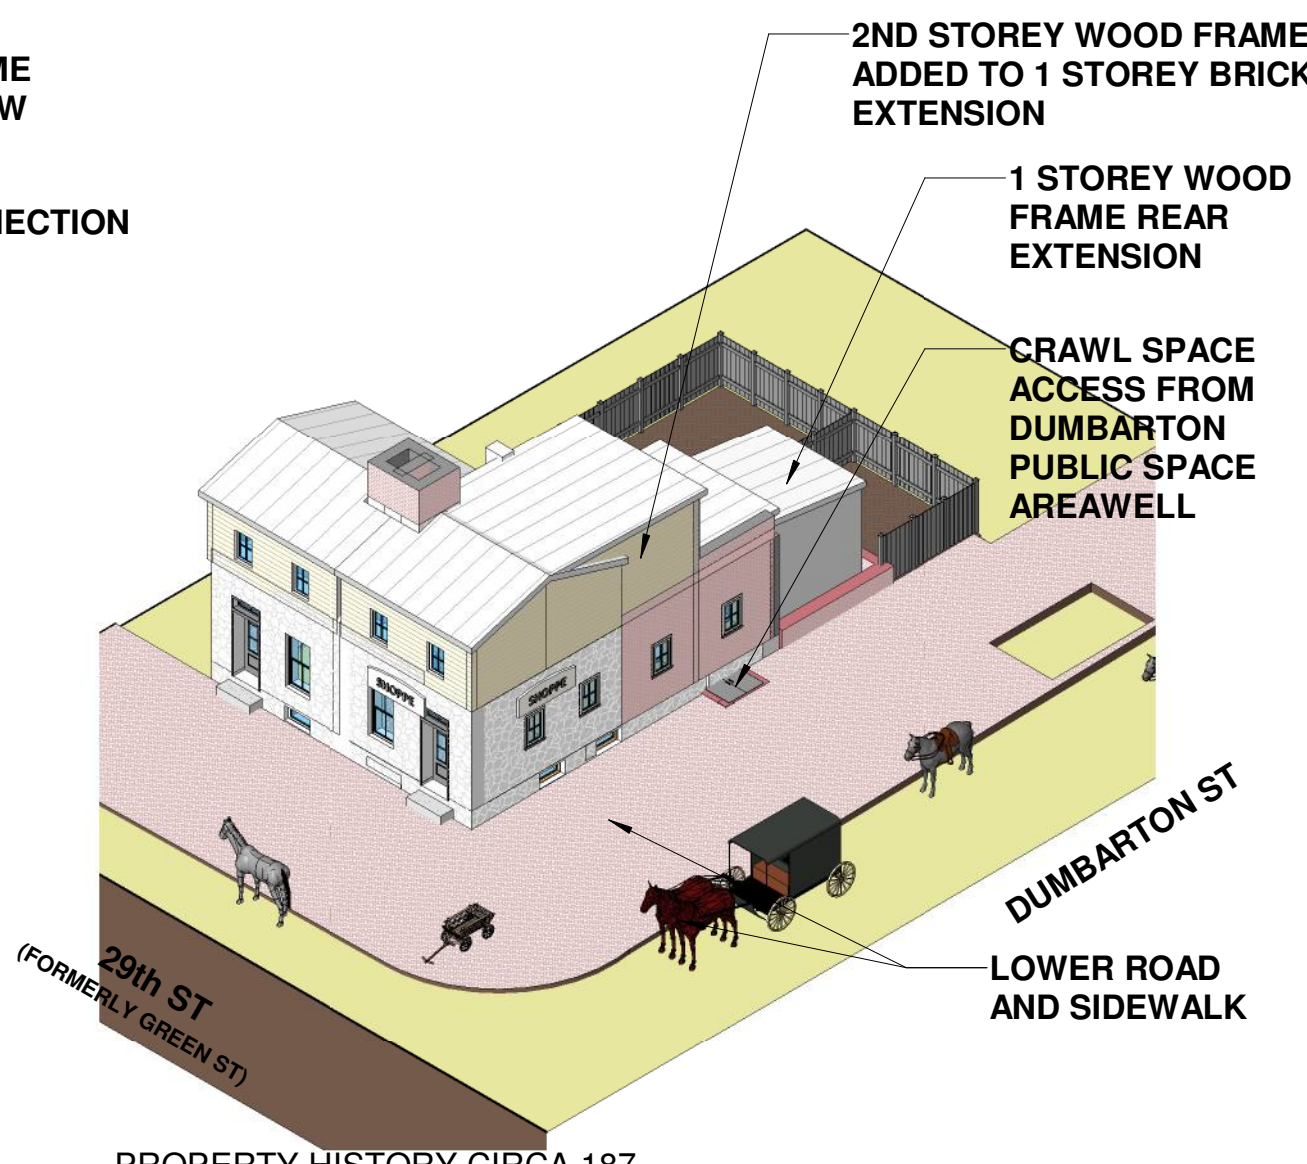 2ND STOREY WOOD FRAME
ADDED TO 1 STOREY BRICK
EXTENSION
1 STOREY WOOD
FRAME REAR
EXTENSION
CRAWL SPACE
ACCESS FROM
DUMBARTON
PUBLIC SPACE
AREAWELL
SHOPPE
SHOPPE
DUMBARTON ST
LOWER ROAD
AND SIDEWALK
29th ST
(FORMERLY GREEN ST)
PROPERTY HISTORY CIRCA 187